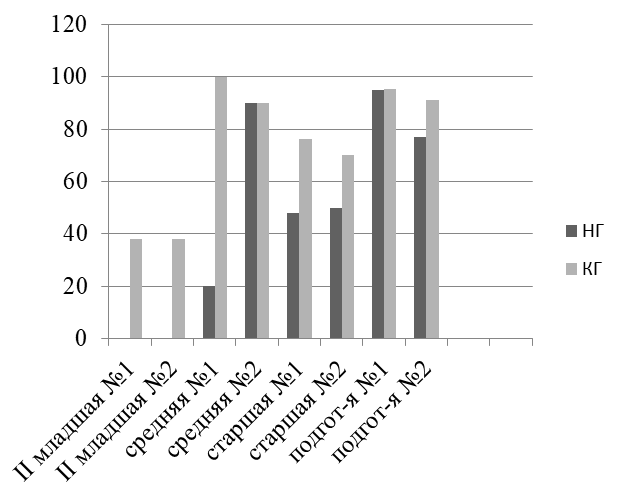 120
100
80
60
40
20
0
II младшая №1
II младшая №2
средняя №1
средняя №2
старшая №1
старшая №2
подгот-я №1
подгот-я №2
НГ
КГ